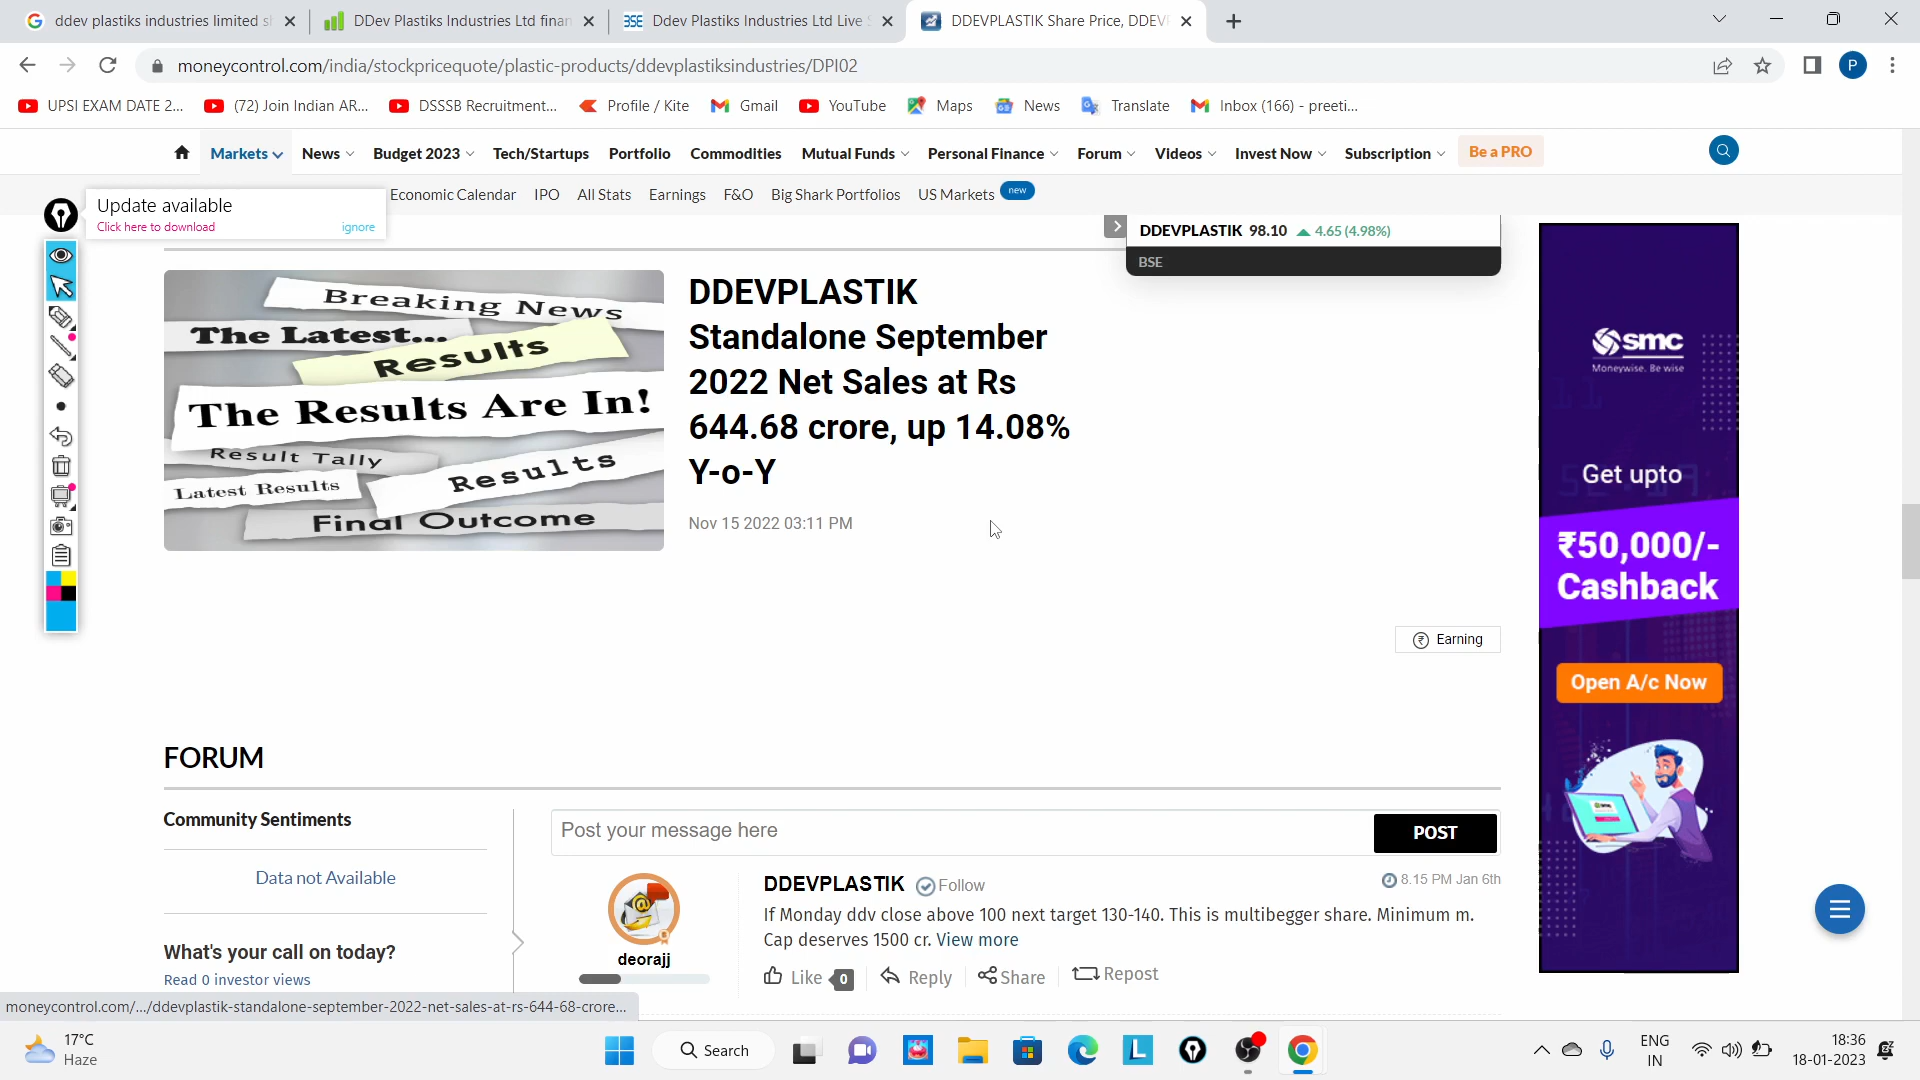 ddev plastiks industries limited s
DDev Plastiks Industries Ltd finan
Ddev Plastiks Industries Ltd Live
DDEVPLASTIK Share Price, DDEV
moneycontrol.com/india/stockpricequote/plastic-products/ddevplastiksindustries/DPI02
P
UPSI EXAM DATE 2...
(72) Join Indian AR...
DSSSB Recruitment...
Profile / Kite
Gmail
YouTube
Maps
News
Translate
Inbox (166) - preeti...
Markets
News
Budget 2023
Tech/Startups
Portfolio
Commodities
Mutual Funds
Personal Finance
Forum
Videos
Invest Now
Subscription
Be a PRO
Update available
Click here to download
ignore
Economic Calendar
IPO
All Stats
Earnings
F&O
Big Shark Portfolios
US Markets
new
DDEVPLASTIK 98.10 ▲ 4.65 (4.98%)
BSE
Breaking News
The Latest...
Results
The Results Are In!
Result Tally
Results
Latest Results
Final Outcome
DDEVPLASTIK
Standalone September
2022 Net Sales at Rs
644.68 crore, up 14.08%
Y-o-Y
Nov 15 2022 03:11 PM
smc
Moneywise. Be wise
Get upto
₹50,000/-
Cashback
Open A/c Now
Earning
FORUM
Community Sentiments
Data not Available
What's your call on today?
Read 0 investor views
Post your message here
POST
deorajj
DDEVPLASTIK
Follow
8.15 PM Jan 6th
If Monday ddv close above 100 next target 130-140. This is multibegger share. Minimum m.
Cap deserves 1500 cr. View more
Like 0
Reply
Share
Repost
moneycontrol.com/.../ddevplastik-standalone-september-2022-net-sales-at-rs-644-68-crore...
17°C
Haze
Search
ENG
IN
18:36
18-01-2023